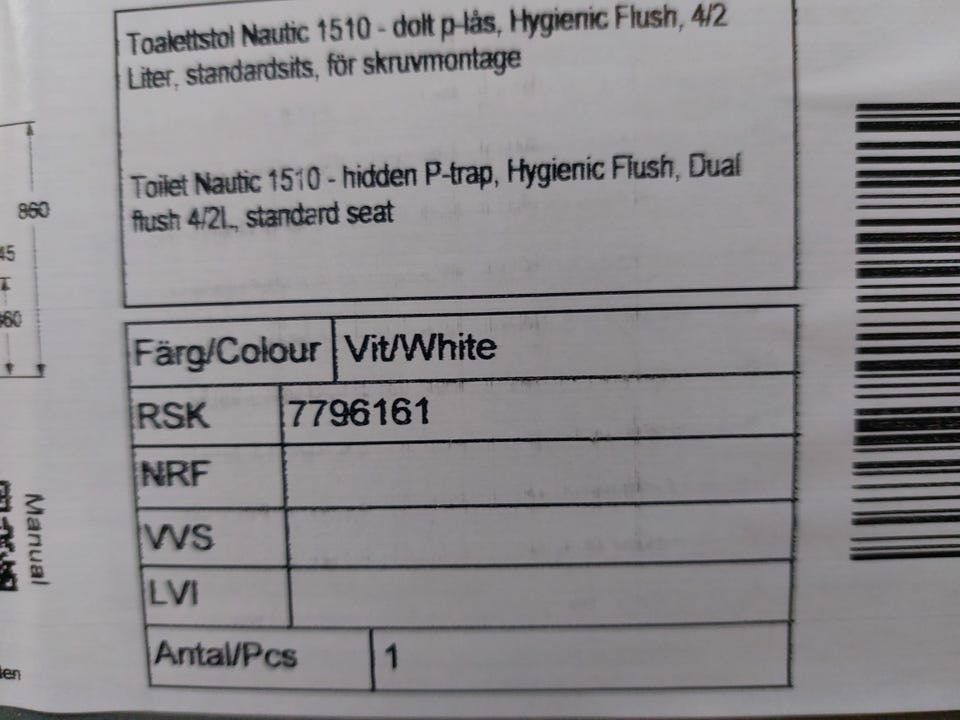 Toalettstol Nautic 1510 - dolt p-lås, Hygienic Flush, 4/2
Liter, standardsits, för skruvmontage
Toilet Nautic 1510 - hidden P-trap, Hygienic Flush, Dual
flush 4/2L, standard seat
860
45
360
Färg/Colour Vit/White
RSK 7796161
NRF
VVS
LVI
Antal/Pcs 1
Manual